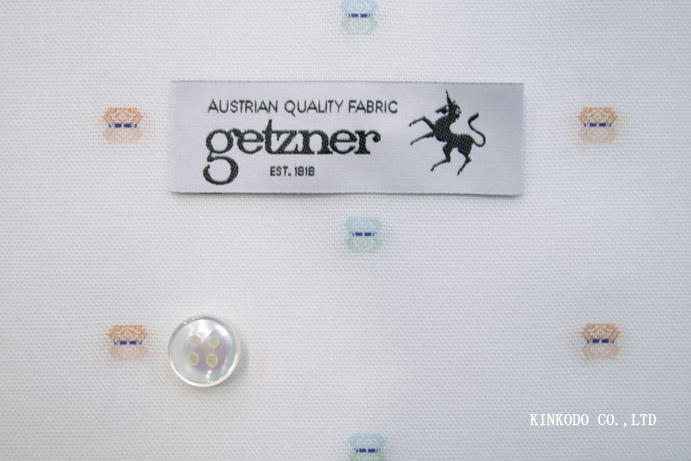 AUSTRIAN QUALITY FABRIC
getzner
EST. 1818
KINKODO CO.,LTD